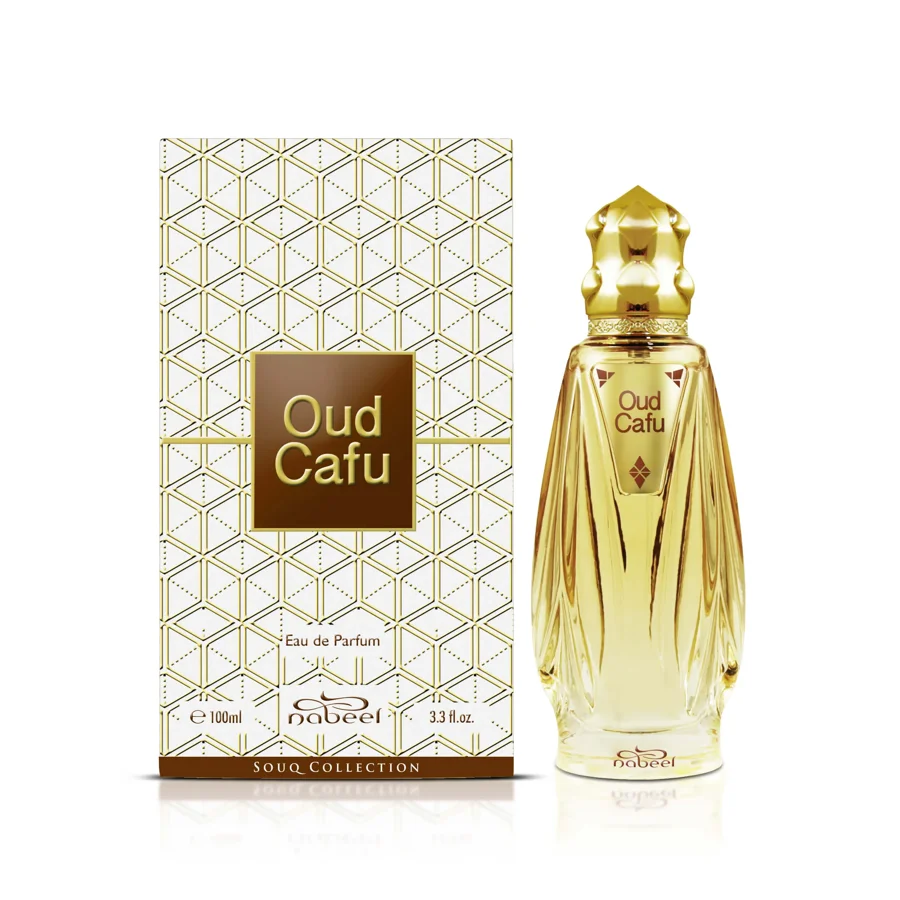 Oud
Cafu
Eau de Parfum
℮ 100ml
nabeel
3.3 fl.oz.
SOUQ COLLECTION
Oud
Cafu
nabeel